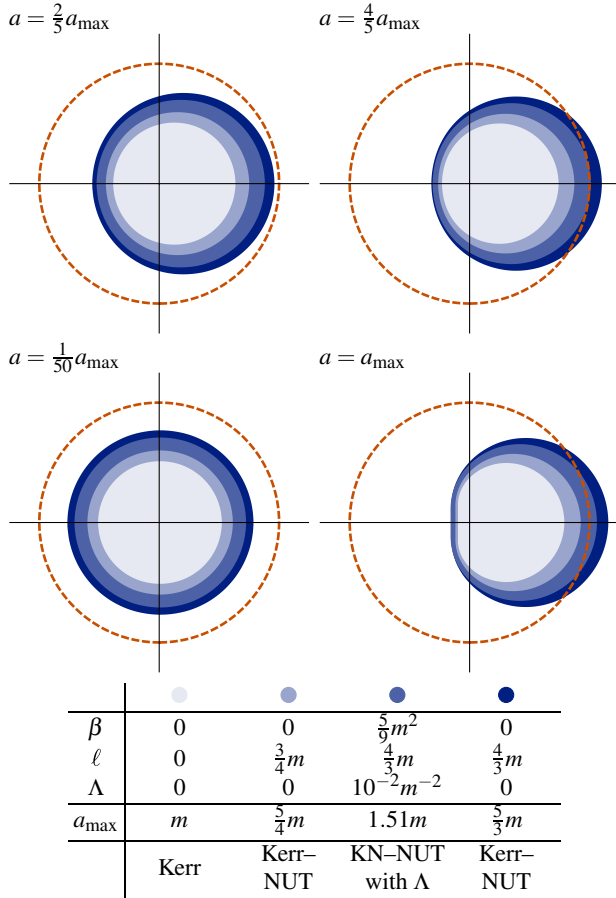 a = 2/5 a_max
a = 4/5 a_max
a = 1/50 a_max
a = a_max
β 0 0 5/9 m² 0
ℓ 0 3/4 m 4/3 m 4/3 m
Λ 0 0 10⁻²m⁻² 0
a_max m 5/4 m 1.51m 5/3 m
Kerr Kerr–NUT KN–NUT with Λ Kerr–NUT